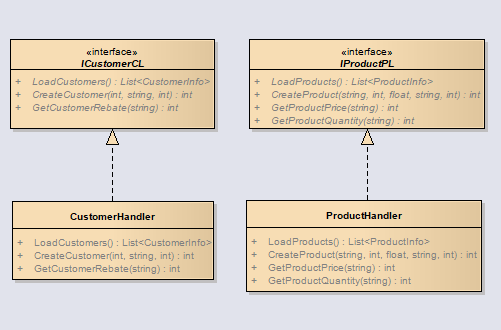 «interface»
ICustomerCL
+ LoadCustomers() : List<CustomerInfo>
+ CreateCustomer(int, string, int) : int
+ GetCustomerRebate(string) : int
«interface»
IProductPL
+ LoadProducts() : List<ProductInfo>
+ CreateProduct(string, int, float, string, int) : int
+ GetProductPrice(string) : int
+ GetProductQuantity(string) : int
CustomerHandler
+ LoadCustomers() : List<CustomerInfo>
+ CreateCustomer(int, string, int) : int
+ GetCustomerRebate(string) : int
ProductHandler
+ LoadProducts() : List<ProductInfo>
+ CreateProduct(string, int, float, string, int) : int
+ GetProductPrice(string) : int
+ GetProductQuantity(string) : int